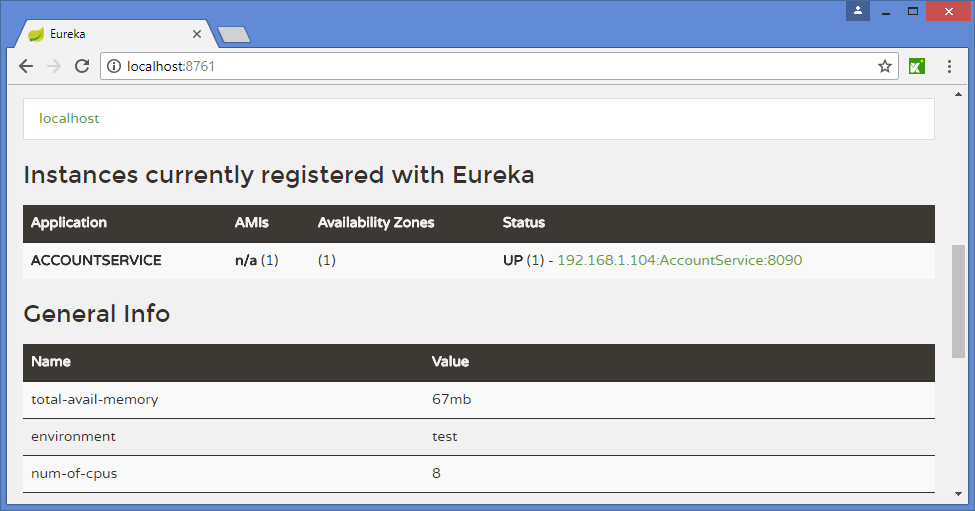 Eureka
localhost:8761
localhost
Instances currently registered with Eureka
Application AMIs Availability Zones Status
ACCOUNTSERVICE n/a (1) (1) UP (1) - 192.168.1.104:AccountService:8090
General Info
Name Value
total-avail-memory 67mb
environment test
num-of-cpus 8